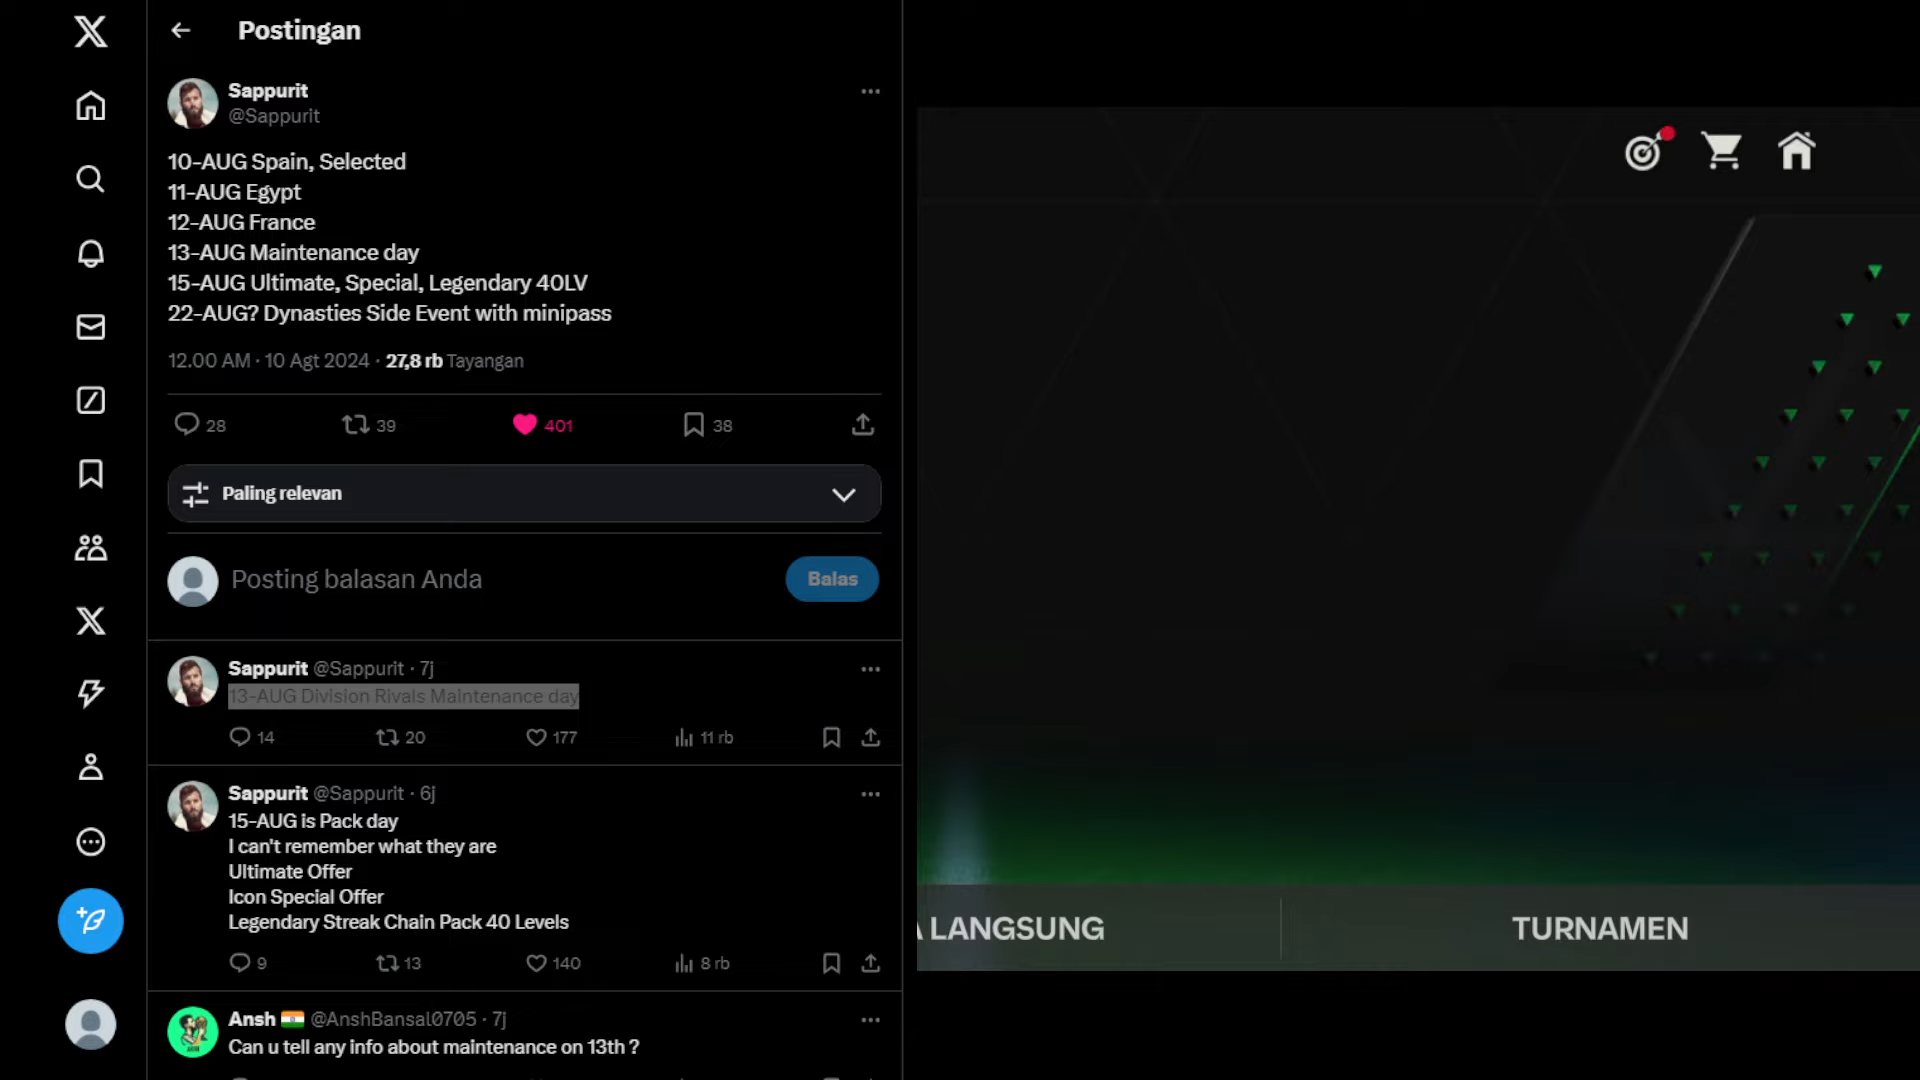 Postingan
Sappurit
@Sappurit
10-AUG Spain, Selected
11-AUG Egypt
12-AUG France
13-AUG Maintenance day
15-AUG Ultimate, Special, Legendary 40LV
22-AUG? Dynasties Side Event with minipass
12.00 AM · 10 Agt 2024 · 27,8 rb Tayangan
28 39 401 38
Paling relevan
Posting balasan Anda Balas
Sappurit @Sappurit · 7j
13-AUG Division Rivals Maintenance day
14 20 177 11 rb
Sappurit @Sappurit · 6j
15-AUG is Pack day
I can't remember what they are
Ultimate Offer
Icon Special Offer
Legendary Streak Chain Pack 40 Levels
9 13 140 8 rb
Ansh @AnshBansal0705 · 7j
Can u tell any info about maintenance on 13th ?
LANGSUNG
TURNAMEN